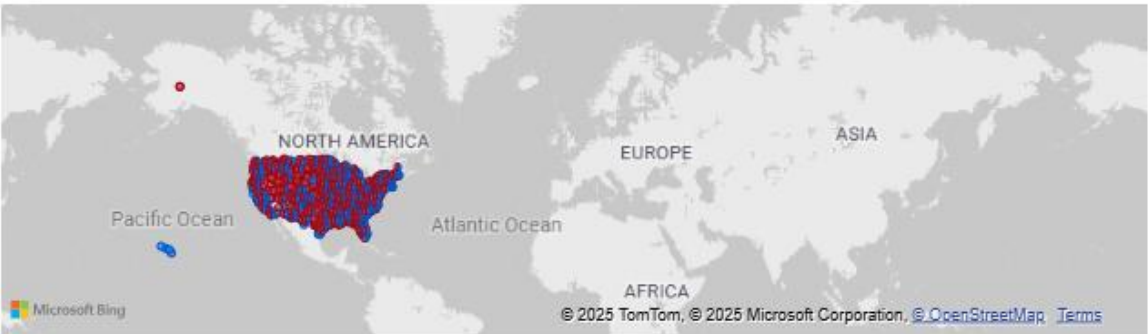 NORTH AMERICA
ASIA
EUROPE
Pacific Ocean
Atlantic Ocean
AFRICA
Microsoft Bing
© 2025 TomTom, © 2025 Microsoft Corporation, © OpenStreetMap Terms